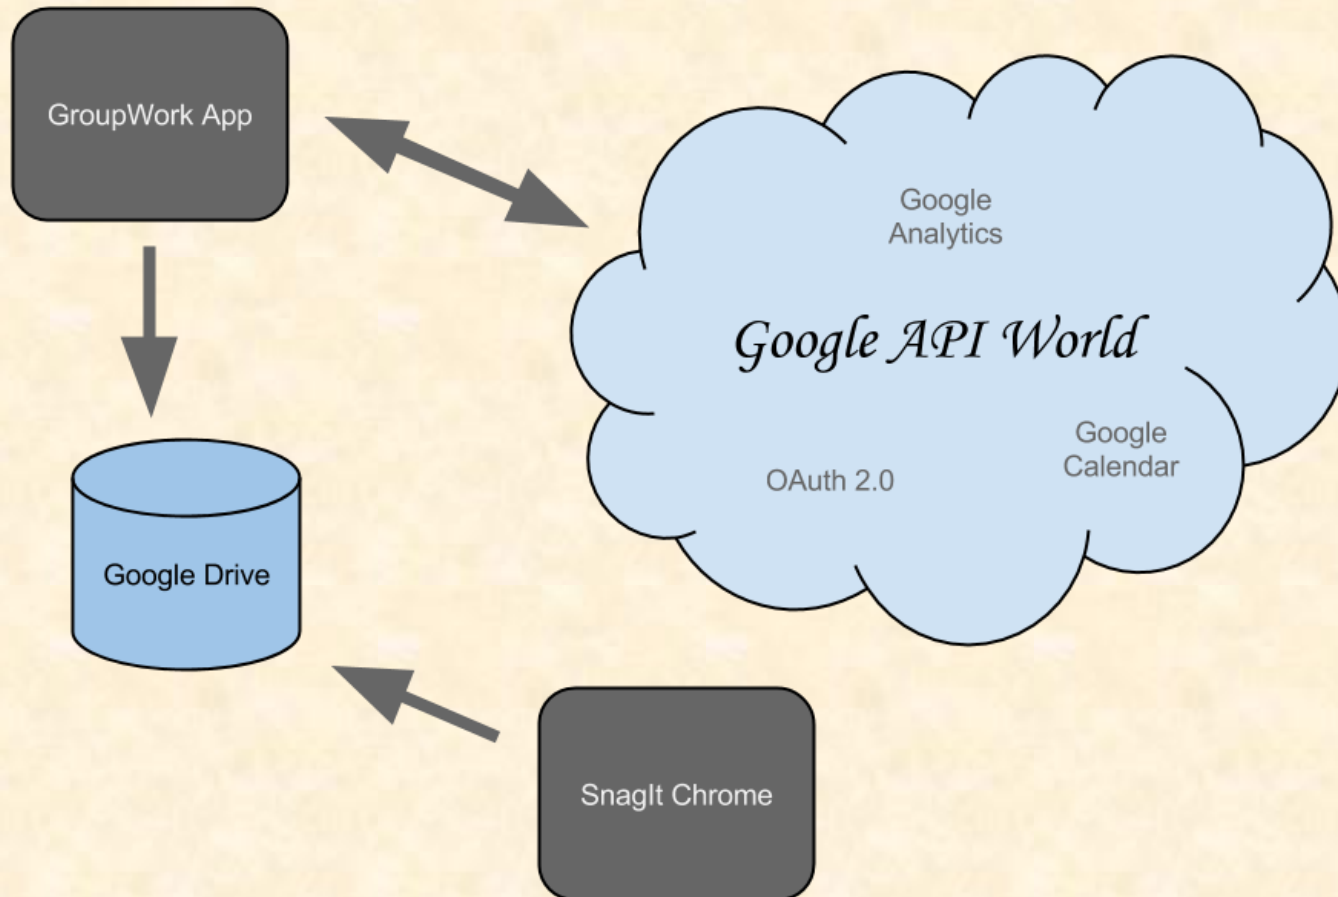 GroupWork App
Google
Analytics
Google API World
Google
Calendar
OAuth 2.0
Google Drive
SnagIt Chrome